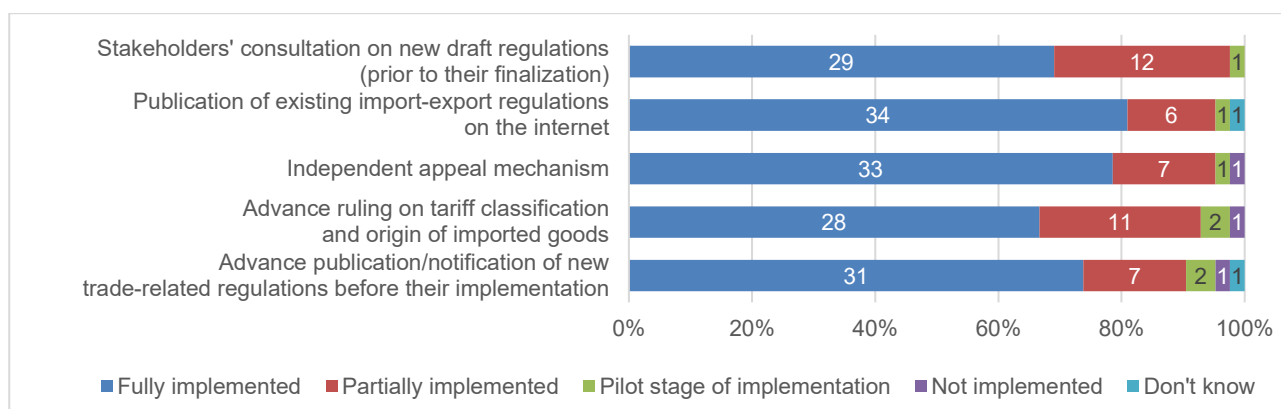 Stakeholders' consultation on new draft regulations
(prior to their finalization)
29 12 1
Publication of existing import-export regulations
on the internet
34 6 1 1
Independent appeal mechanism
33 7 1 1
Advance ruling on tariff classification
and origin of imported goods
28 11 2 1
Advance publication/notification of new
trade-related regulations before their implementation
31 7 2 1 1
0% 20% 40% 60% 80% 100%
Fully implemented Partially implemented Pilot stage of implementation Not implemented Don't know